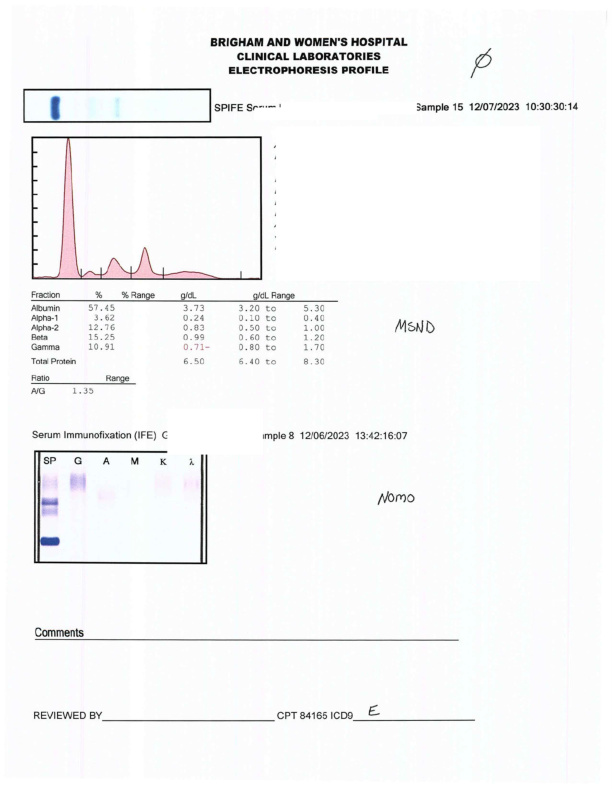 BRIGHAM AND WOMEN'S HOSPITAL
CLINICAL LABORATORIES
ELECTROPHORESIS PROFILE
Ø
SPIFE Sample 15 12/07/2023 10:30:30:14
Fraction % % Range g/dL g/dL Range
Albumin 57.45 3.73 3.20 to 5.30
Alpha-1 3.62 0.24 0.10 to 0.40
Alpha-2 12.76 0.83 0.50 to 1.00
Beta 15.25 0.99 0.60 to 1.20
Gamma 10.91 0.71- 0.80 to 1.70
Total Protein 6.50 6.40 to 8.30
MSND
Ratio Range
A/G 1.35
Serum Immunofixation (IFE) mple 8 12/06/2023 13:42:16:07
SP G A M K λ
NOMO
Comments
REVIEWED BY CPT 84165 ICD9 E